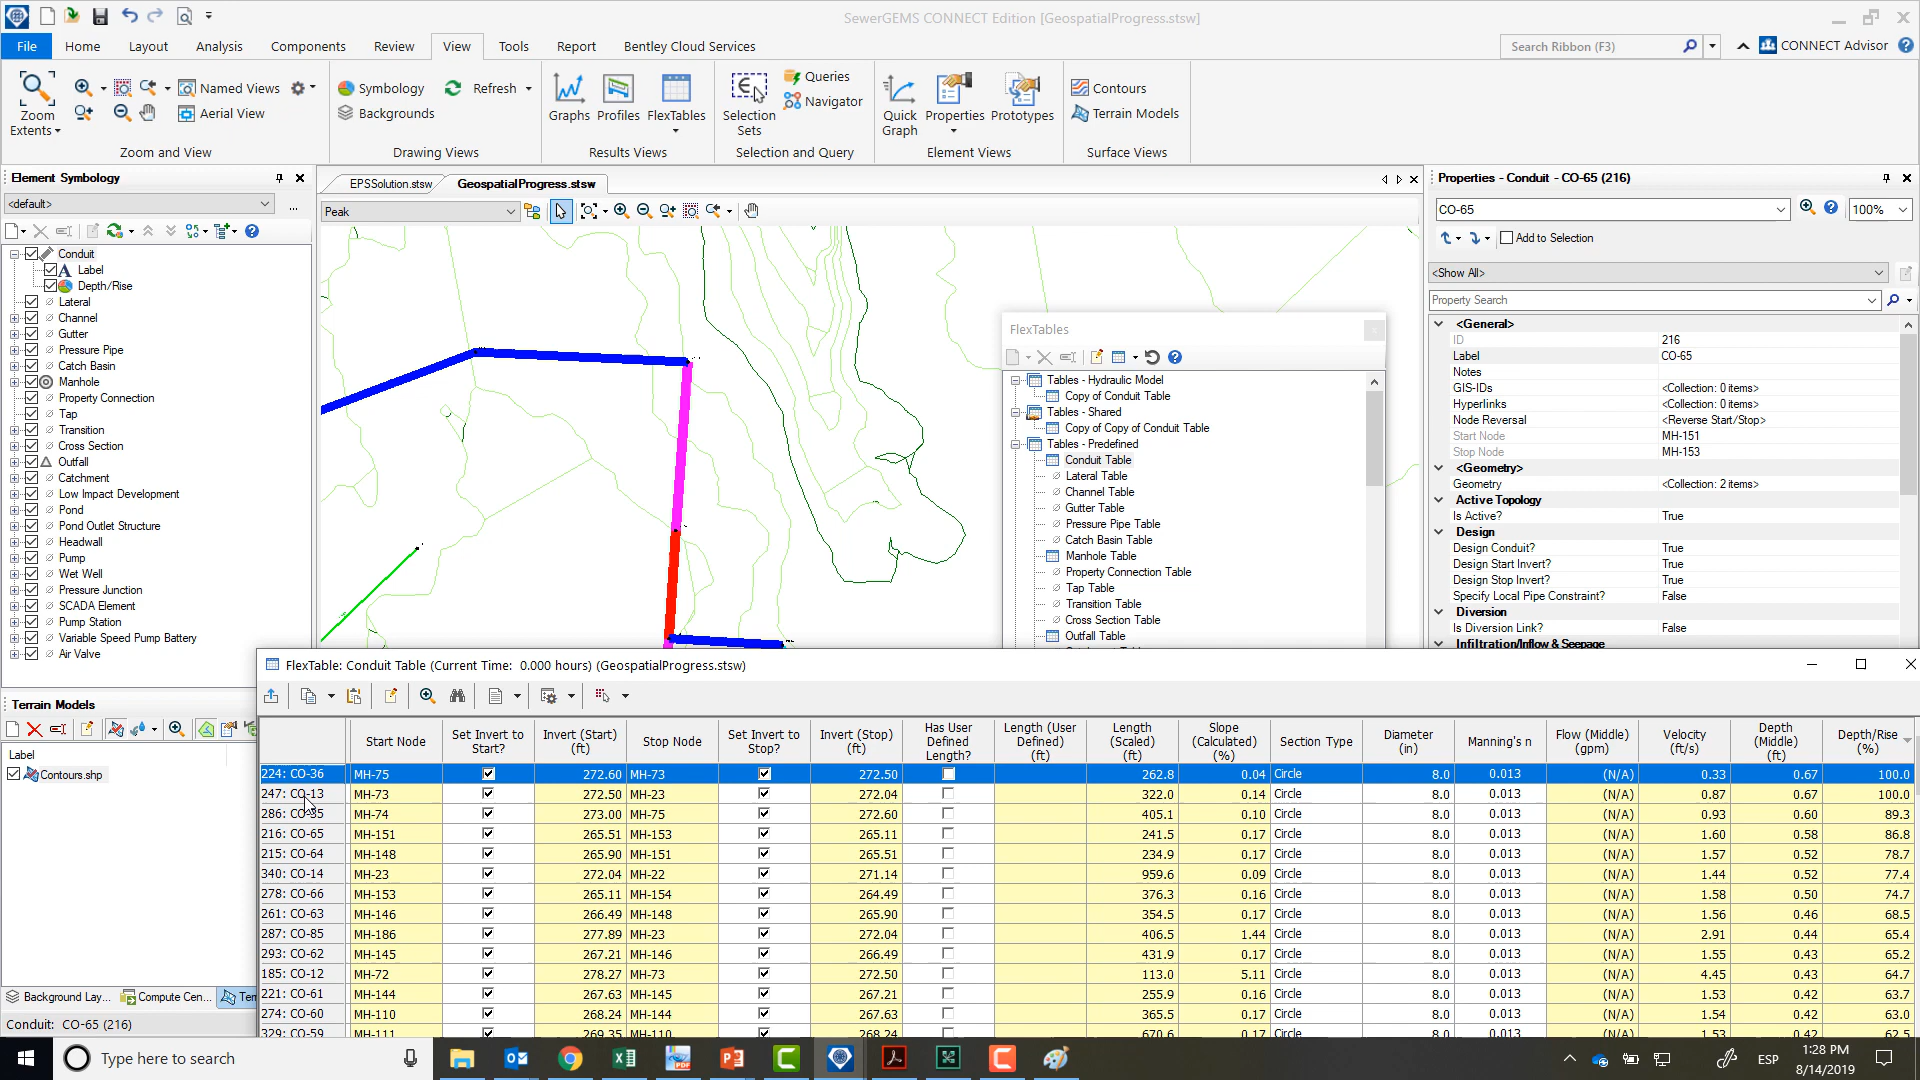 SewerGEMS CONNECT Edition [GeospatialProgress.stsw]
File Home Layout Analysis Components Review View Tools Report Bentley Cloud Services
Search Ribbon (F3)
CONNECT Advisor
Zoom Extents
Named Views
Aerial View
Zoom and View
Symbology
Refresh
Backgrounds
Drawing Views
Graphs Profiles FlexTables
Results Views
Selection Sets
Queries
Navigator
Selection and Query
Quick Graph
Properties
Prototypes
Element Views
Contours
Terrain Models
Surface Views
Element Symbology
<default>
...
Conduit
Label
Depth/Rise
Lateral
Channel
Gutter
Pressure Pipe
Catch Basin
Manhole
Property Connection
Tap
Transition
Cross Section
Outfall
Catchment
Low Impact Development
Pond
Pond Outlet Structure
Headwall
Pump
Wet Well
Pressure Junction
SCADA Element
Pump Station
Variable Speed Pump Battery
Air Valve
Terrain Models
Label
Contours.shp
Background Lay... Compute Cen... Ter
Conduit: CO-65 (216)
EPSSolution.stsw GeospatialProgress.stsw
Peak
FlexTables
Tables - Hydraulic Model
Copy of Conduit Table
Tables - Shared
Copy of Copy of Conduit Table
Tables - Predefined
Conduit Table
Lateral Table
Channel Table
Gutter Table
Pressure Pipe Table
Catch Basin Table
Manhole Table
Property Connection Table
Tap Table
Transition Table
Cross Section Table
Outfall Table
Properties - Conduit - CO-65 (216)
CO-65
100%
Add to Selection
<Show All>
Property Search
<General>
ID 216
Label CO-65
Notes
GIS-IDs <Collection: 0 items>
Hyperlinks <Collection: 0 items>
Node Reversal <Reverse Start/Stop>
Start Node MH-151
Stop Node MH-153
<Geometry>
Geometry <Collection: 2 items>
Active Topology
Is Active? True
Design
Design Conduit? True
Design Start Invert? True
Design Stop Invert? True
Specify Local Pipe Constraint? False
Diversion
Is Diversion Link? False
Infiltration/Inflow & Seepage
FlexTable: Conduit Table (Current Time: 0.000 hours) (GeospatialProgress.stsw)
Start Node Set Invert to Start? Invert (Start) (ft) Stop Node Set Invert to Stop? Invert (Stop) (ft) Has User Defined Length? Length (User Defined) (ft) Length (Scaled) (ft) Slope (Calculated) (%) Section Type Diameter (in) Manning's n Flow (Middle) (gpm) Velocity (ft/s) Depth (Middle) (ft) Depth/Rise (%)
224: CO-36 MH-75 272.60 MH-73 272.50 262.8 0.04 Circle 8.0 0.013 (N/A) 0.33 0.67 100.0
247: CO-13 MH-73 272.50 MH-23 272.04 322.0 0.14 Circle 8.0 0.013 (N/A) 0.87 0.67 100.0
286: CO-35 MH-74 273.00 MH-75 272.60 405.1 0.10 Circle 8.0 0.013 (N/A) 0.93 0.60 89.3
216: CO-65 MH-151 265.51 MH-153 265.11 241.5 0.17 Circle 8.0 0.013 (N/A) 1.60 0.58 86.8
215: CO-64 MH-148 265.90 MH-151 265.51 234.9 0.17 Circle 8.0 0.013 (N/A) 1.57 0.52 78.7
340: CO-14 MH-23 272.04 MH-22 271.14 959.6 0.09 Circle 8.0 0.013 (N/A) 1.44 0.52 77.4
278: CO-66 MH-153 265.11 MH-154 264.49 376.3 0.16 Circle 8.0 0.013 (N/A) 1.58 0.50 74.7
261: CO-63 MH-146 266.49 MH-148 265.90 354.5 0.17 Circle 8.0 0.013 (N/A) 1.56 0.46 68.5
287: CO-85 MH-186 277.89 MH-23 272.04 406.5 1.44 Circle 8.0 0.013 (N/A) 2.91 0.44 65.4
293: CO-62 MH-145 267.21 MH-146 266.49 431.9 0.17 Circle 8.0 0.013 (N/A) 1.55 0.43 65.2
185: CO-12 MH-72 278.27 MH-73 272.50 113.0 5.11 Circle 8.0 0.013 (N/A) 4.45 0.43 64.7
221: CO-61 MH-144 267.63 MH-145 267.21 255.9 0.16 Circle 8.0 0.013 (N/A) 1.53 0.42 63.7
274: CO-60 MH-110 268.24 MH-144 267.63 365.5 0.17 Circle 8.0 0.013 (N/A) 1.54 0.42 63.0
329: CO-59 MH-111 269.35 MH-110 268.24 670.6 0.17 Circle 8.0 0.013 (N/A) 1.53 0.42 62.5
Type here to search
ESP
1:28 PM
8/14/2019